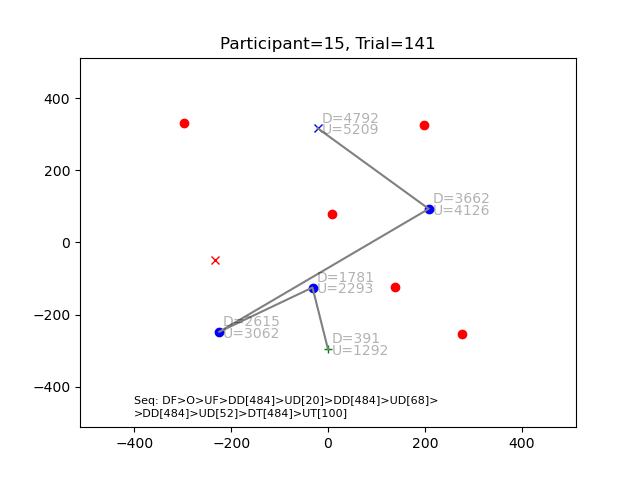 Participant=15, Trial=141
400
200
0
−200
−400
D=4792
U=5209
D=3662
U=4126
D=1781
U=2293
D=2615
U=3062
D=391
U=1292
Seq: DF>O>UF>DD[484]>UD[20]>DD[484]>UD[68]>
>DD[484]>UD[52]>DT[484]>UT[100]
−400 −200 0 200 400